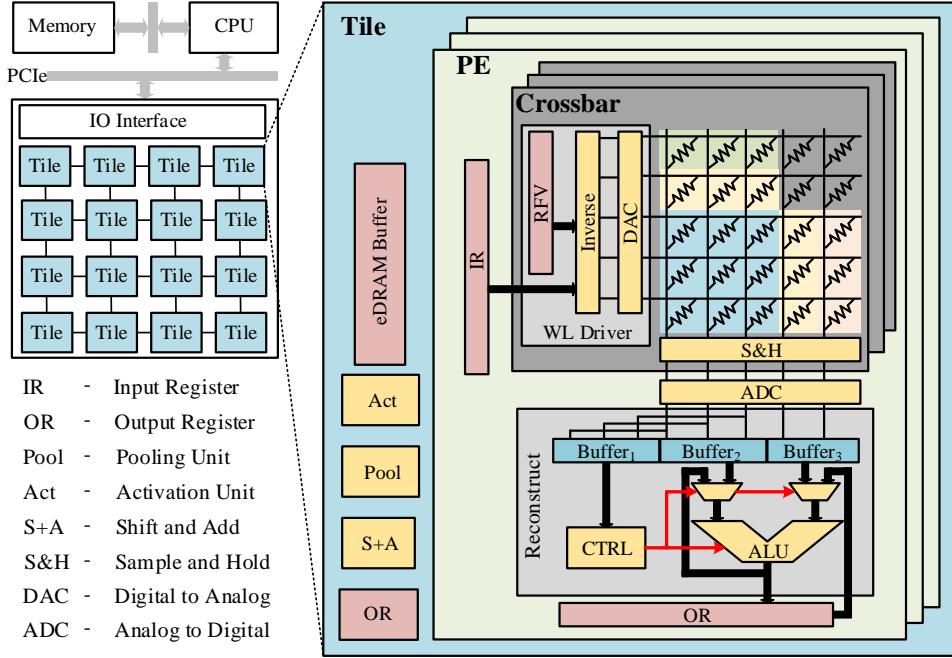 Memory
CPU
PCIe
IO Interface
Tile Tile Tile Tile
Tile Tile Tile Tile
Tile Tile Tile Tile
Tile Tile Tile Tile
IR - Input Register
OR - Output Register
Pool - Pooling Unit
Act - Activation Unit
S+A - Shift and Add
S&H - Sample and Hold
DAC - Digital to Analog
ADC - Analog to Digital
Tile
eDRAM Buffer
Act
Pool
S+A
OR
PE
IR
Crossbar
RFV
Inverse
DAC
WL Driver
S&H
ADC
Reconstruct
Buffer₁ Buffer₂ Buffer₃
CTRL
ALU
OR